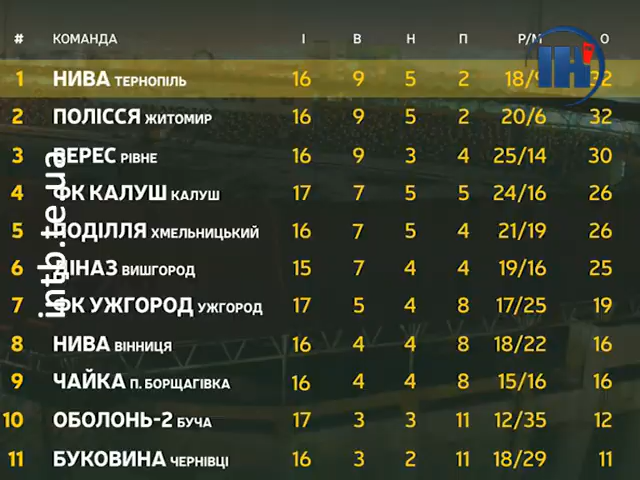 # КОМАНДА І В Н П Р/М О
1 НИВА ТЕРНОПІЛЬ 16 9 5 2 18/9 32
2 ПОЛІССЯ ЖИТОМИР 16 9 5 2 20/6 32
3 ВЕРЕС РІВНЕ 16 9 3 4 25/14 30
4 ФК КАЛУШ КАЛУШ 17 7 5 5 24/16 26
5 ПОДІЛЛЯ ХМЕЛЬНИЦЬКИЙ 16 7 5 4 21/19 26
6 ДІНАЗ ВИШГОРОД 15 7 4 4 19/16 25
7 ФК УЖГОРОД УЖГОРОД 17 5 4 8 17/25 19
8 НИВА ВІННИЦЯ 16 4 4 8 18/22 16
9 ЧАЙКА П. БОРЩАГІВКА 16 4 4 8 15/16 16
10 ОБОЛОНЬ-2 БУЧА 17 3 3 11 12/35 12
11 БУКОВИНА ЧЕРНІВЦІ 16 3 2 11 18/29 11
intb.te.ua
ІН